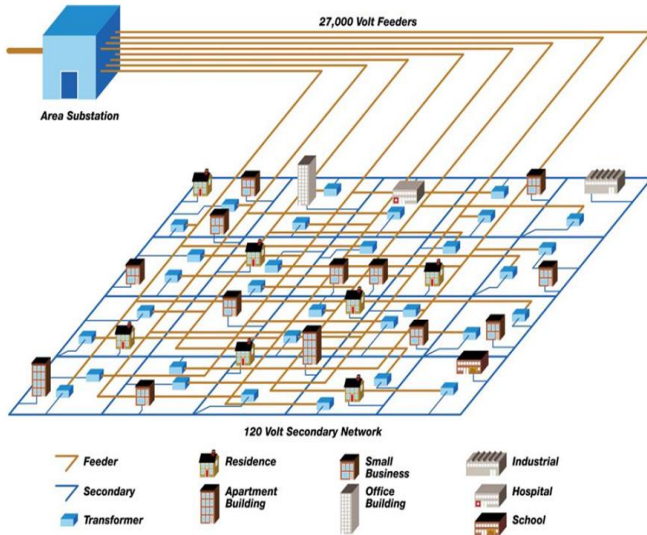 27,000 Volt Feeders
Area Substation
120 Volt Secondary Network
Feeder
Residence
Small
Business
Industrial
Secondary
Apartment
Building
Office
Building
Hospital
Transformer
School